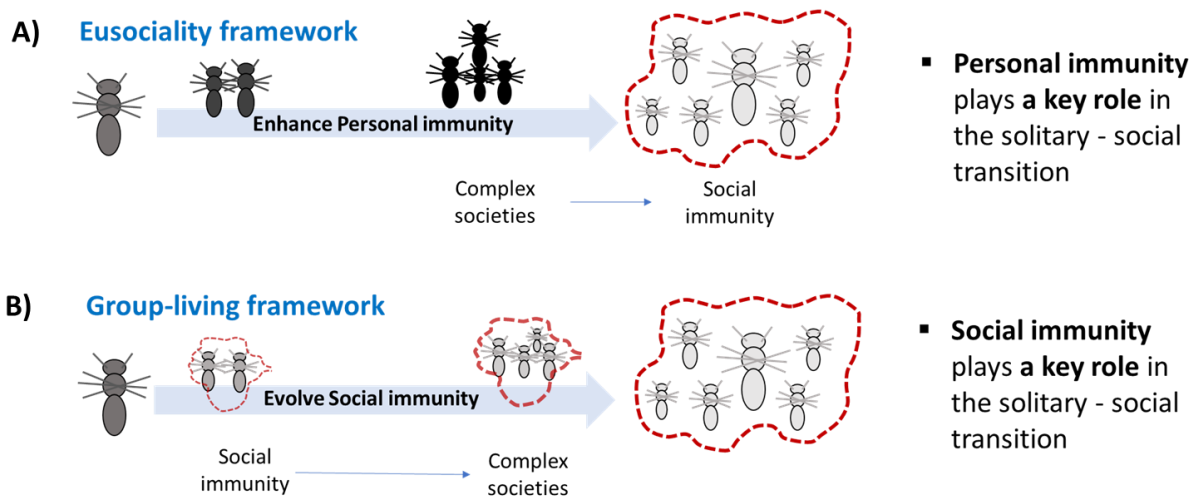 A)
Eusociality framework
Enhance Personal immunity
Complex
societies
Social
immunity
▪ Personal immunity
plays a key role in
the solitary - social
transition
B)
Group-living framework
Evolve Social immunity
Social
immunity
Complex
societies
▪ Social immunity
plays a key role in
the solitary - social
transition